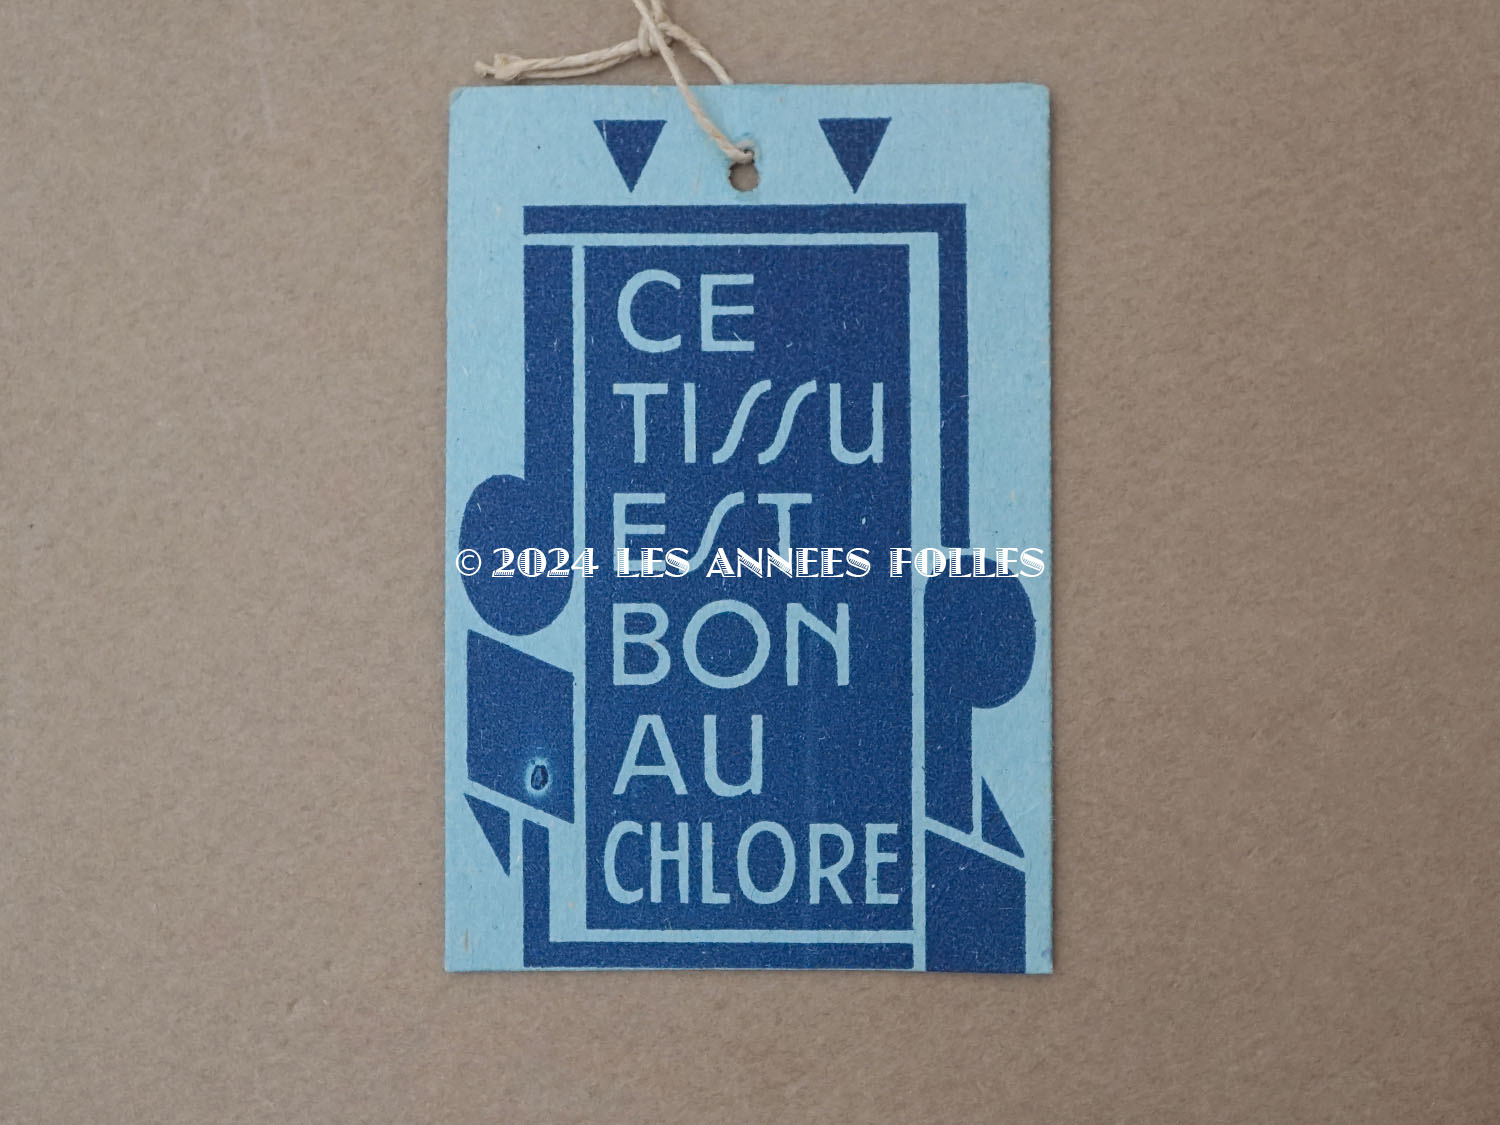 CE
TISSU
EST
© 2024 LES ANNEES FOLLES
BON
AU
CHLORE